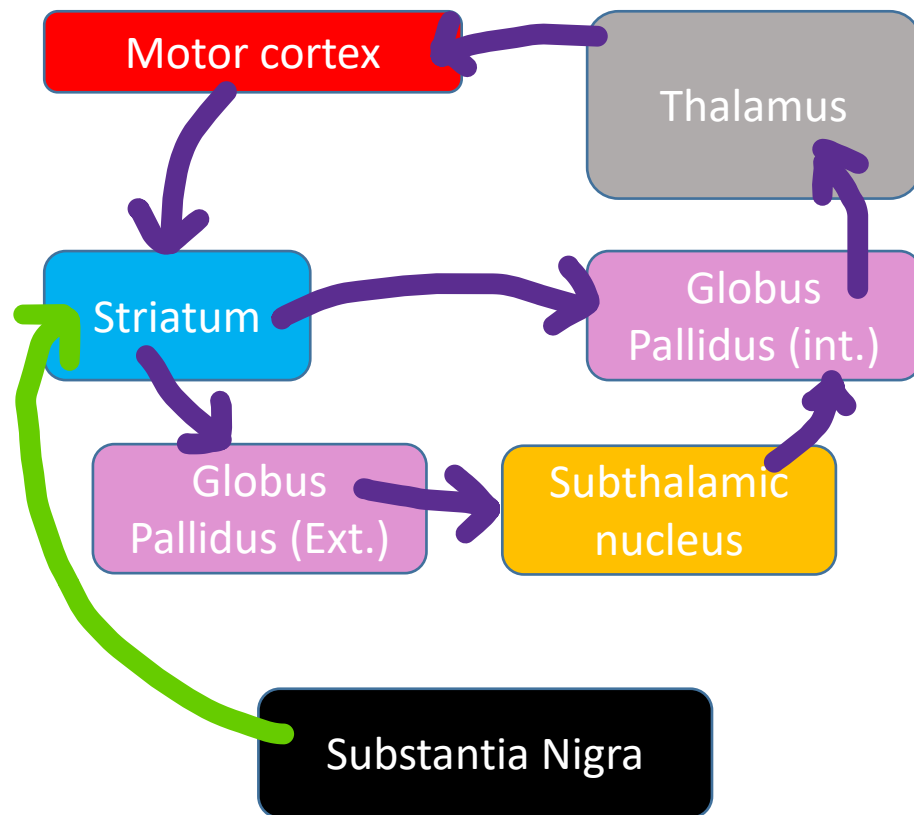 Motor cortex
Thalamus
Striatum
Globus
Pallidus (int.)
Globus
Pallidus (Ext.)
Subthalamic
nucleus
Substantia Nigra